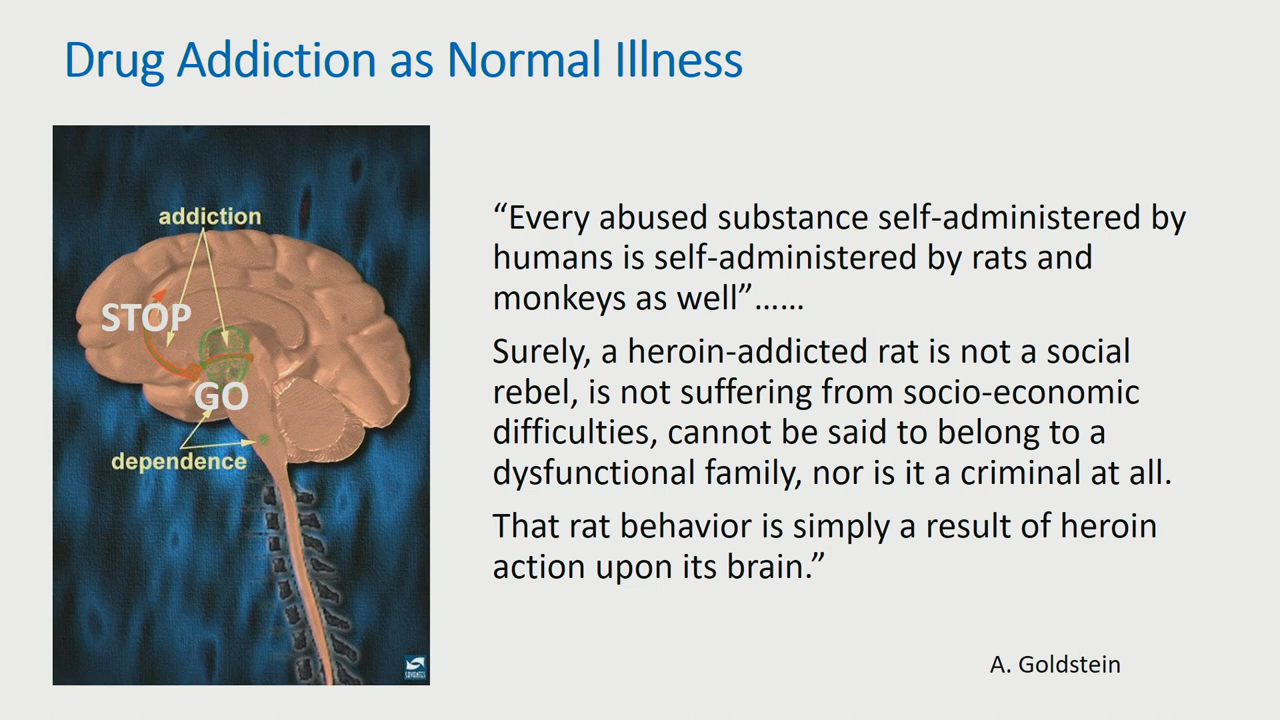 Drug Addiction as Normal Illness
addiction
STOP
GO
dependence
“Every abused substance self-administered by
humans is self-administered by rats and
monkeys as well”……
Surely, a heroin-addicted rat is not a social
rebel, is not suffering from socio-economic
difficulties, cannot be said to belong to a
dysfunctional family, nor is it a criminal at all.
That rat behavior is simply a result of heroin
action upon its brain.”
A. Goldstein